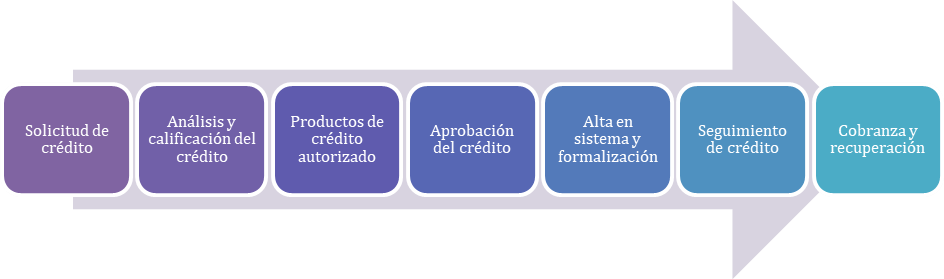 Solicitud de
crédito
Análisis y
calificación del
crédito
Productos de
crédito
autorizado
Aprobación
del crédito
Alta en
sistema y
formalización
Seguimiento
de crédito
Cobranza y
recuperación